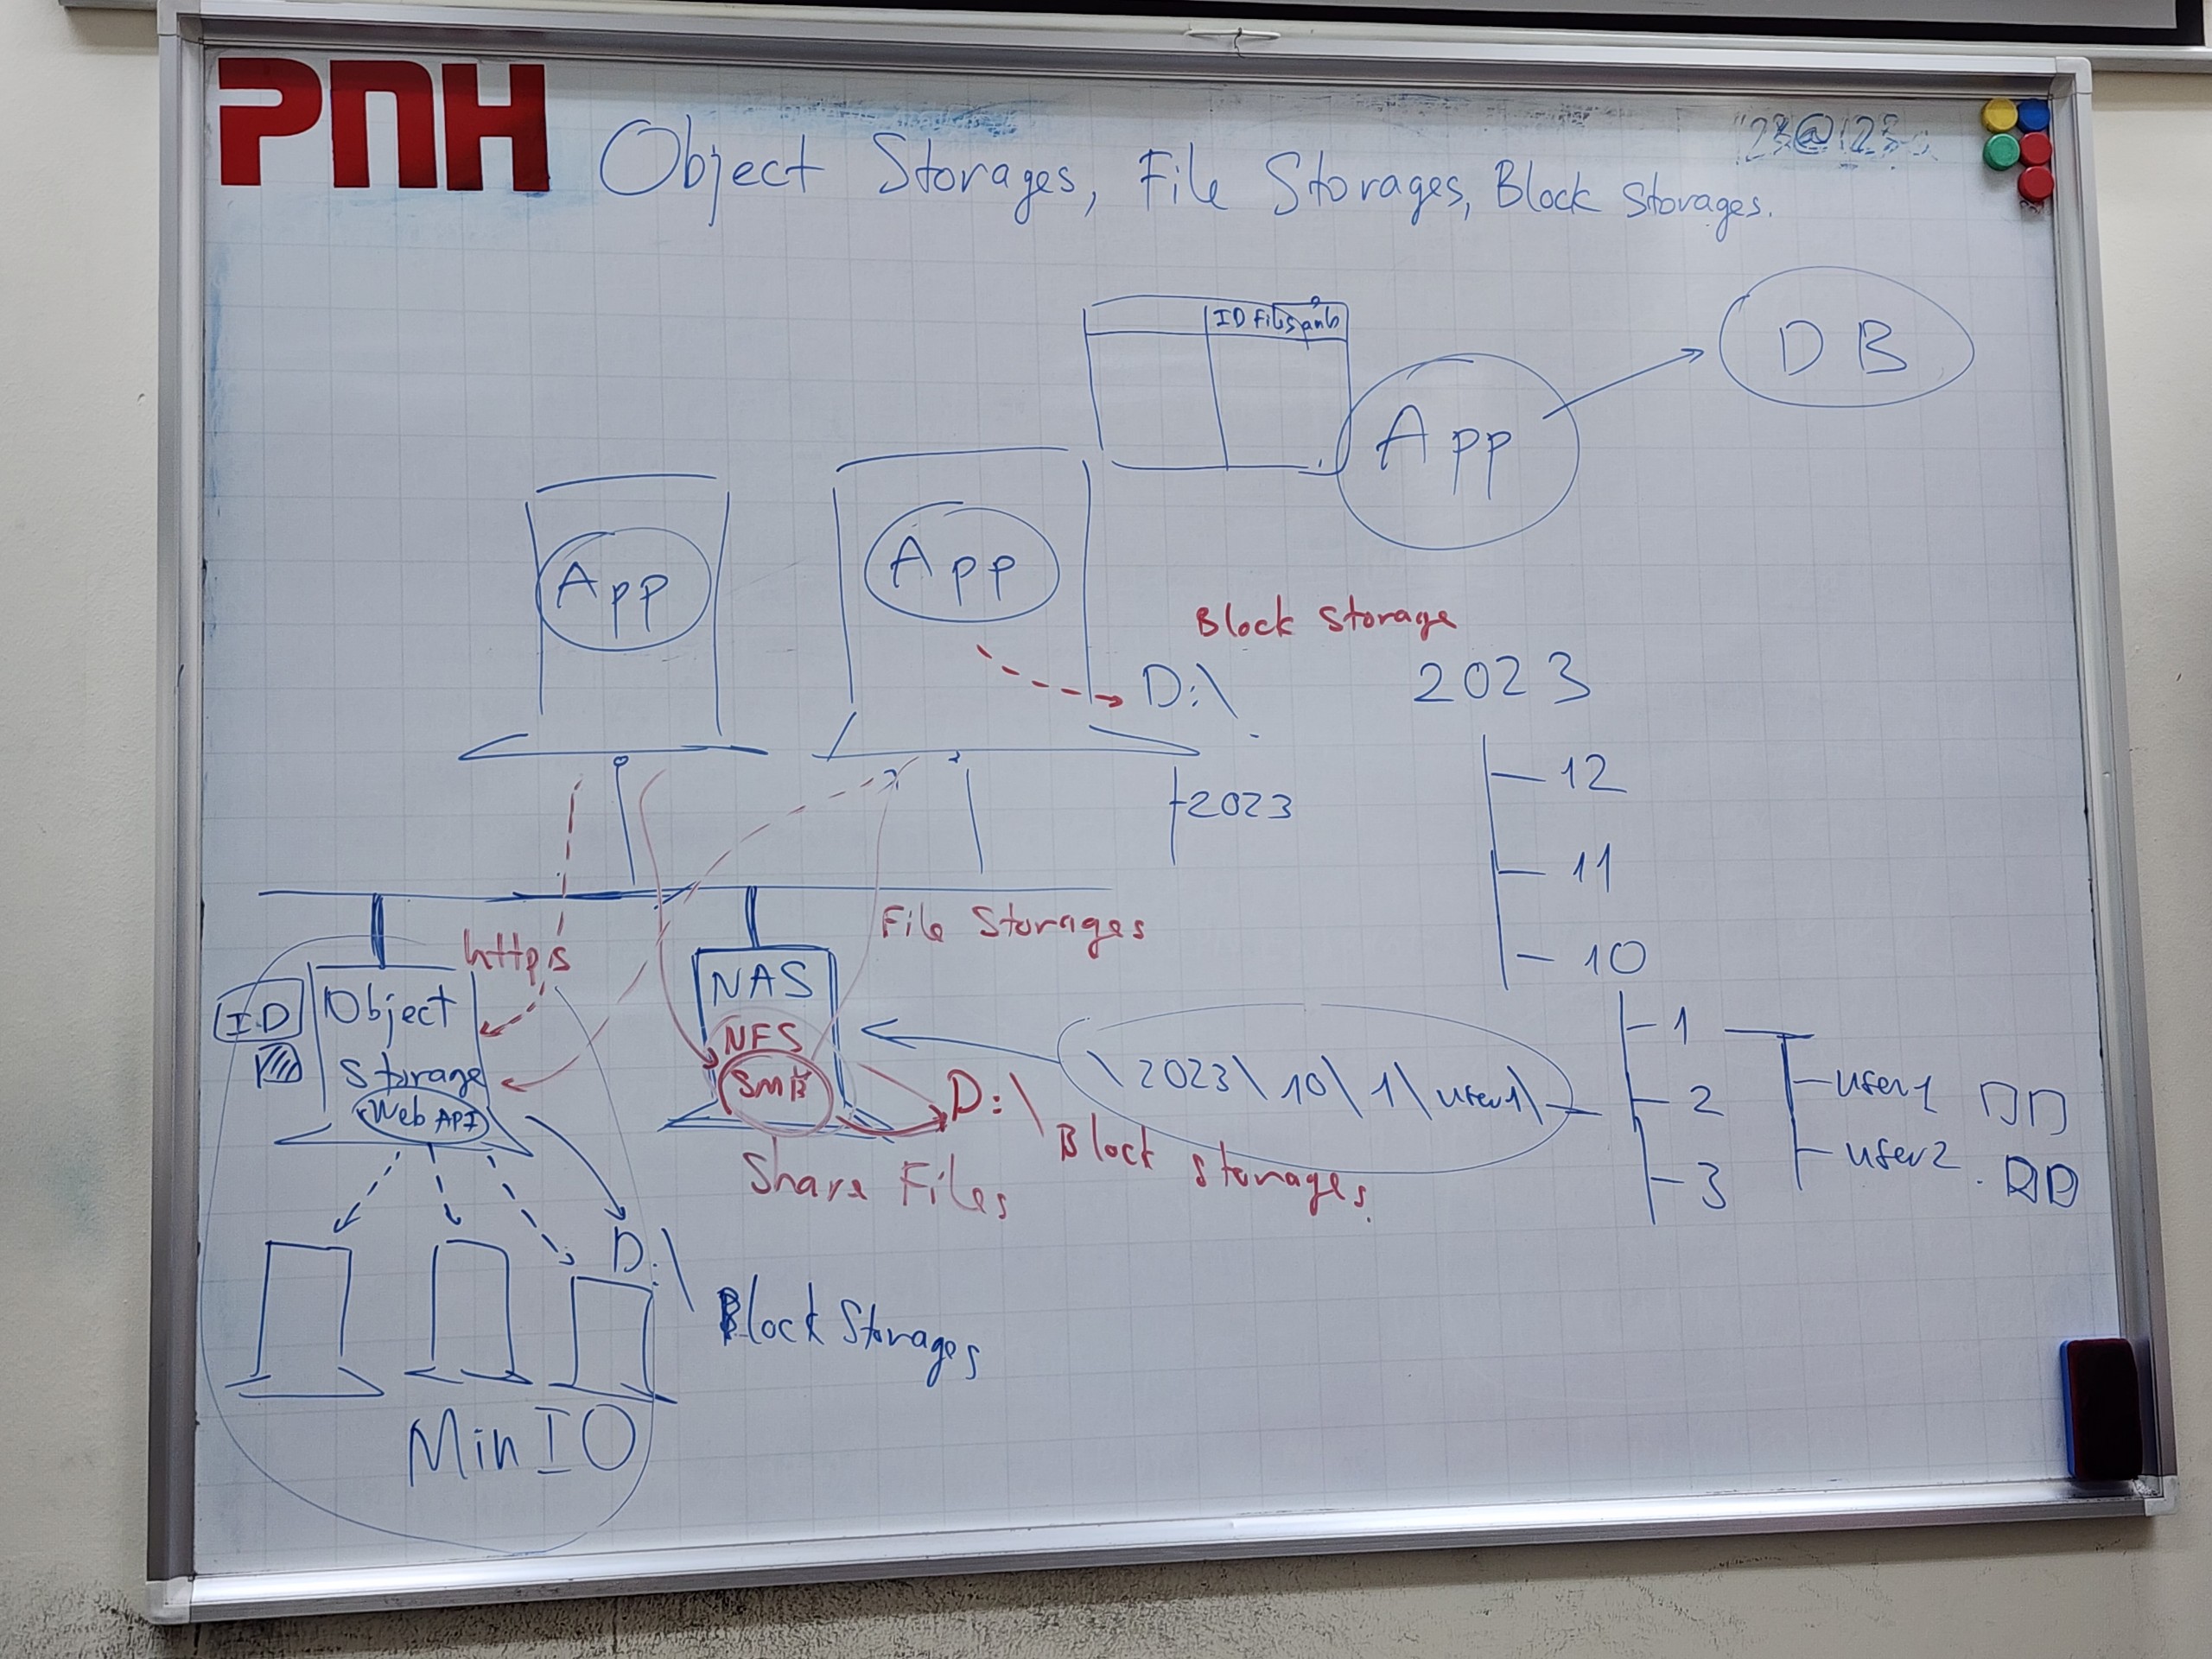 PNH
Object Storages, File Storages, Block Storages.
ID Files
DB
App
App
App
Block Storage
D:\
2023
2023
12
11
10
File Storages
https
NAS
NFS
SMB
ID
Object
Storage
Web API
\2023\10\1\user1\
1
2
3
user1
user2
D:\
Block Storages
Share Files
D:\
Block Storages
MinIO